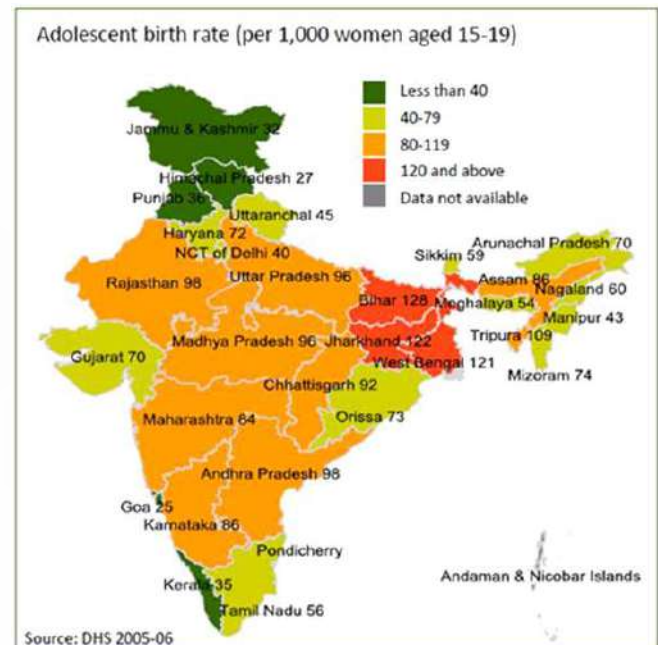 Adolescent birth rate (per 1,000 women aged 15-19)
Less than 40
40-79
80-119
120 and above
Data not available
Jammu & Kashmir 32
Himachal Pradesh 27
Punjab 36
Uttaranchal 45
Haryana 72
NCT of Delhi 40
Arunachal Pradesh 70
Sikkim 59
Rajasthan 98
Uttar Pradesh 96
Assam 86
Nagaland 60
Bihar 128
Meghalaya 54
Manipur 43
Tripura 109
Gujarat 70
Madhya Pradesh 96
Jharkhand 122
West Bengal 121
Mizoram 74
Chhattisgarh 92
Maharashtra 84
Orissa 73
Andhra Pradesh 98
Goa 25
Karnataka 86
Pondicherry
Kerala 35
Andaman & Nicobar Islands
Tamil Nadu 56
Source: DHS 2005-06